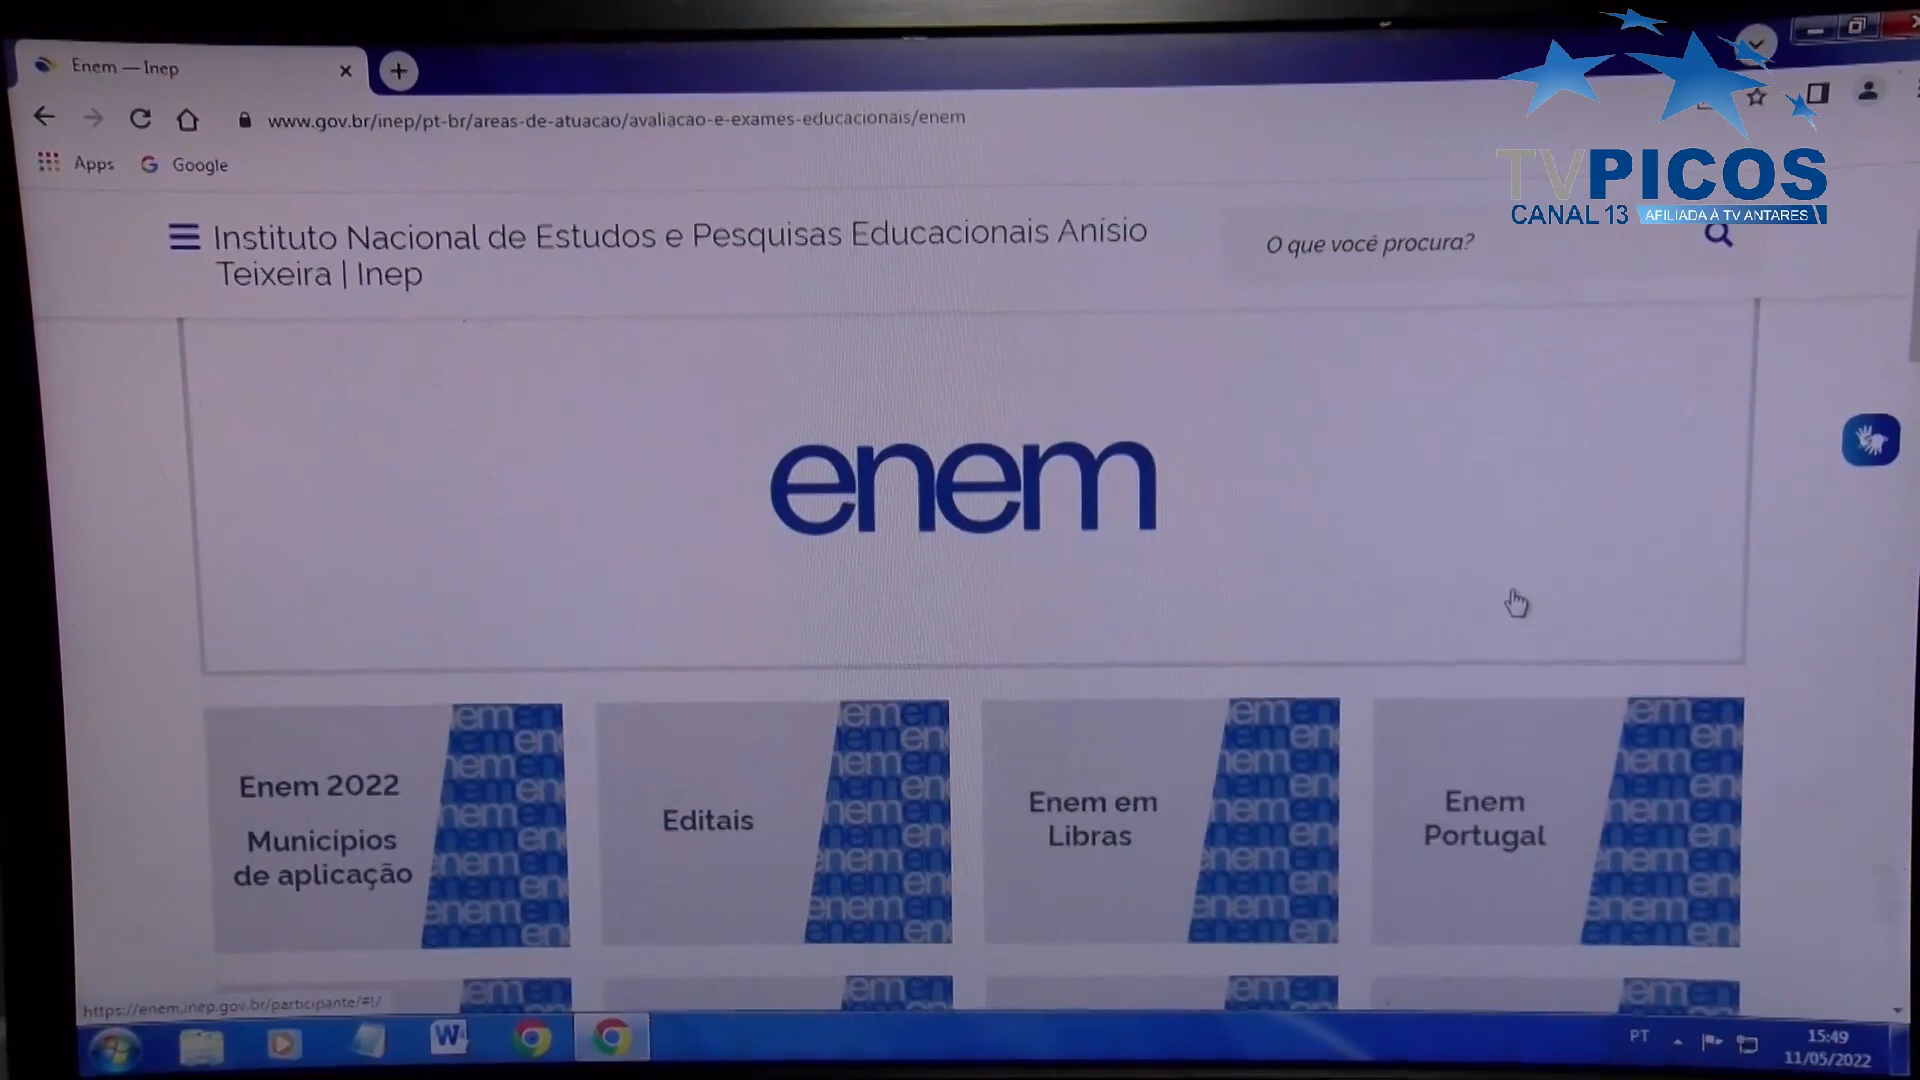 Enem — Inep
www.gov.br/inep/pt-br/areas-de-atuacao/avaliacao-e-exames-educacionais/enem
Apps
Google
TVPICOS
CANAL 13 AFILIADA À TV ANTARES
Instituto Nacional de Estudos e Pesquisas Educacionais Anísio
Teixeira | Inep
O que você procura?
enem
Enem 2022
Municípios
de aplicação
Editais
Enem em
Libras
Enem
Portugal
https://enem.inep.gov.br/participante/#!/
PT
15:49
11/05/2022